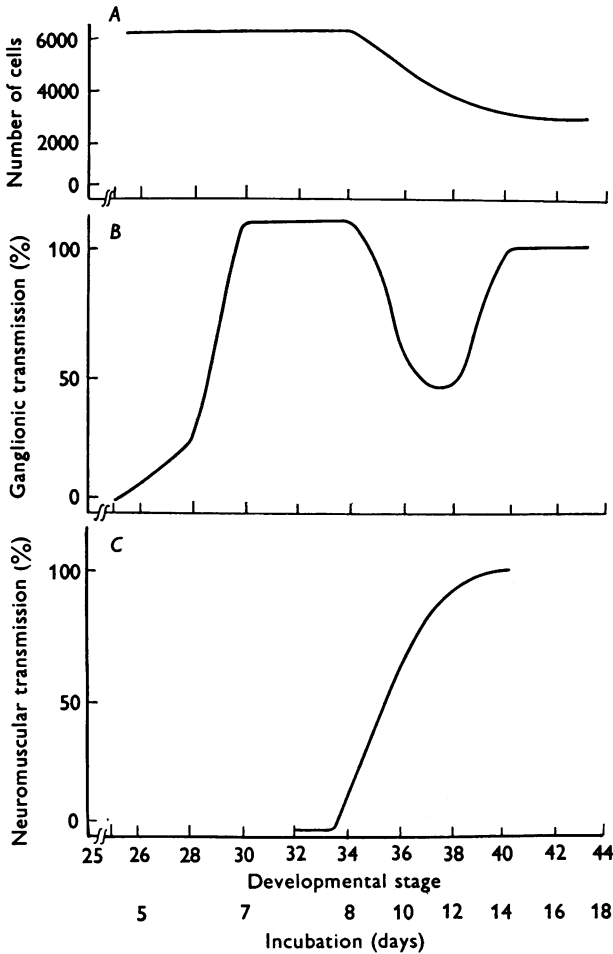 A
Number of cells
6000
4000
2000
0
B
Ganglionic transmission (%)
100
50
0
C
Neuromuscular transmission (%)
100
50
0
25 26 28 30 32 34 36 38 40 42 44
Developmental stage
5 7 8 10 12 14 16 18
Incubation (days)